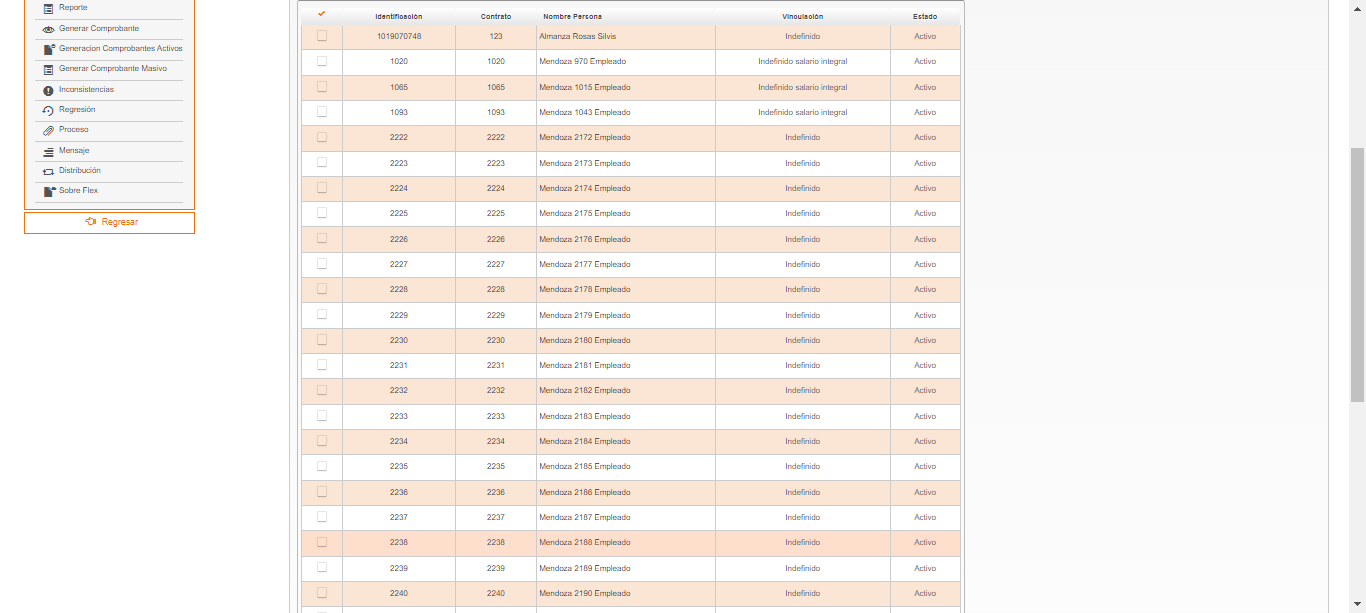 Reporte
Generar Comprobante
Generacion Comprobantes Activos
Generar Comprobante Masivo
Inconsistencias
Regresión
Proceso
Mensaje
Distribución
Sobre Flex
Regresar
Identificación Contrato Nombre Persona Vinculación Estado
1019070748 123 Almanza Rosas Silvis Indefinido Activo
1020 1020 Mendoza 970 Empleado Indefinido salario integral Activo
1065 1065 Mendoza 1015 Empleado Indefinido salario integral Activo
1093 1093 Mendoza 1043 Empleado Indefinido salario integral Activo
2222 2222 Mendoza 2172 Empleado Indefinido Activo
2223 2223 Mendoza 2173 Empleado Indefinido Activo
2224 2224 Mendoza 2174 Empleado Indefinido Activo
2225 2225 Mendoza 2175 Empleado Indefinido Activo
2226 2226 Mendoza 2176 Empleado Indefinido Activo
2227 2227 Mendoza 2177 Empleado Indefinido Activo
2228 2228 Mendoza 2178 Empleado Indefinido Activo
2229 2229 Mendoza 2179 Empleado Indefinido Activo
2230 2230 Mendoza 2180 Empleado Indefinido Activo
2231 2231 Mendoza 2181 Empleado Indefinido Activo
2232 2232 Mendoza 2182 Empleado Indefinido Activo
2233 2233 Mendoza 2183 Empleado Indefinido Activo
2234 2234 Mendoza 2184 Empleado Indefinido Activo
2235 2235 Mendoza 2185 Empleado Indefinido Activo
2236 2236 Mendoza 2186 Empleado Indefinido Activo
2237 2237 Mendoza 2187 Empleado Indefinido Activo
2238 2238 Mendoza 2188 Empleado Indefinido Activo
2239 2239 Mendoza 2189 Empleado Indefinido Activo
2240 2240 Mendoza 2190 Empleado Indefinido Activo